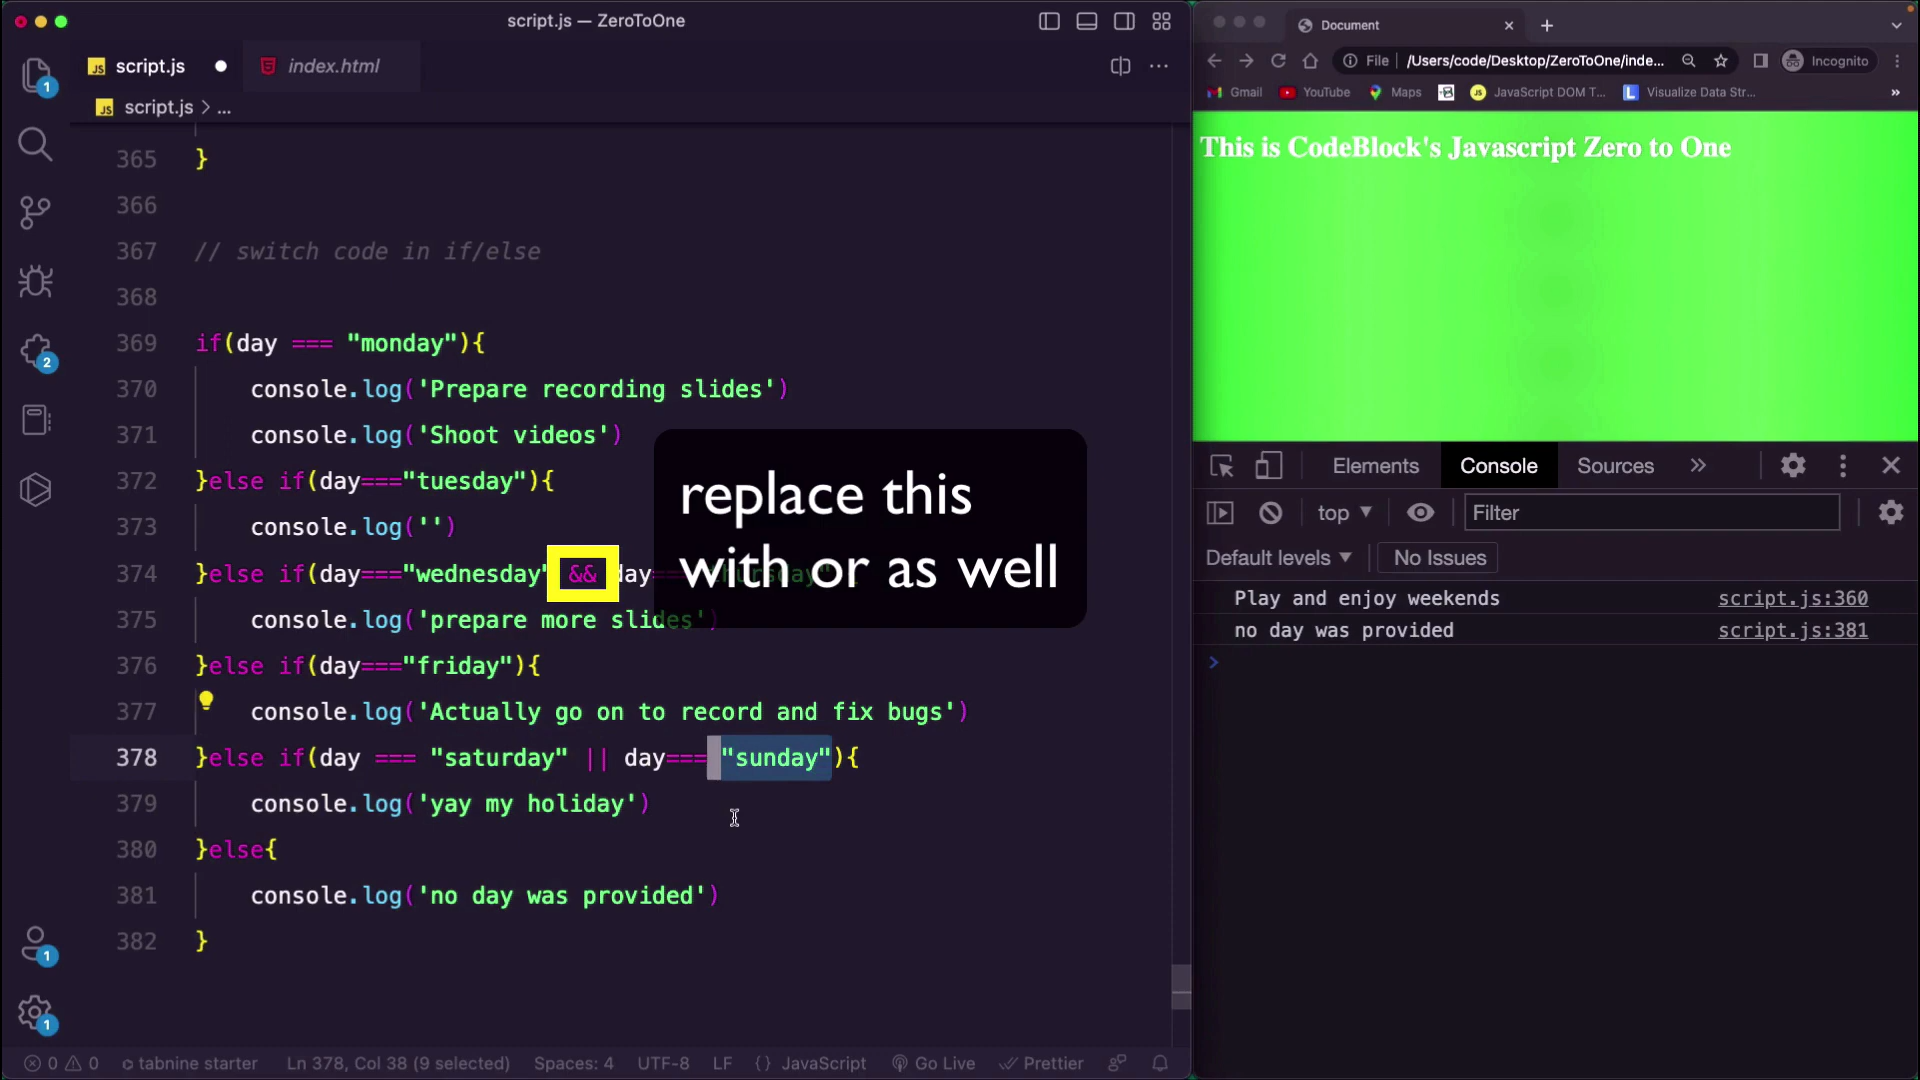 script.js — ZeroToOne
script.js
index.html
script.js > ...
365 }
366
367 // switch code in if/else
368
369 if(day === "monday"){
370 console.log('Prepare recording slides')
371 console.log('Shoot videos')
372 }else if(day==="tuesday"){
373 console.log('')
374 }else if(day==="wednesday" && day
375 console.log('prepare more slides')
376 }else if(day==="friday"){
377 console.log('Actually go on to record and fix bugs')
378 }else if(day === "saturday" || day=== "sunday"){
379 console.log('yay my holiday')
380 }else{
381 console.log('no day was provided')
382 }
replace this
with or as well
1
2
1
1
0 0 tabnine starter Ln 378, Col 38 (9 selected) Spaces: 4 UTF-8 LF {} JavaScript Go Live Prettier
Document
File /Users/code/Desktop/ZeroToOne/inde... Incognito
Gmail YouTube Maps JavaScript DOM T... Visualize Data Str... »
This is CodeBlock's Javascript Zero to One
Elements Console Sources »
top Filter
Default levels No Issues
Play and enjoy weekends script.js:360
no day was provided script.js:381
>